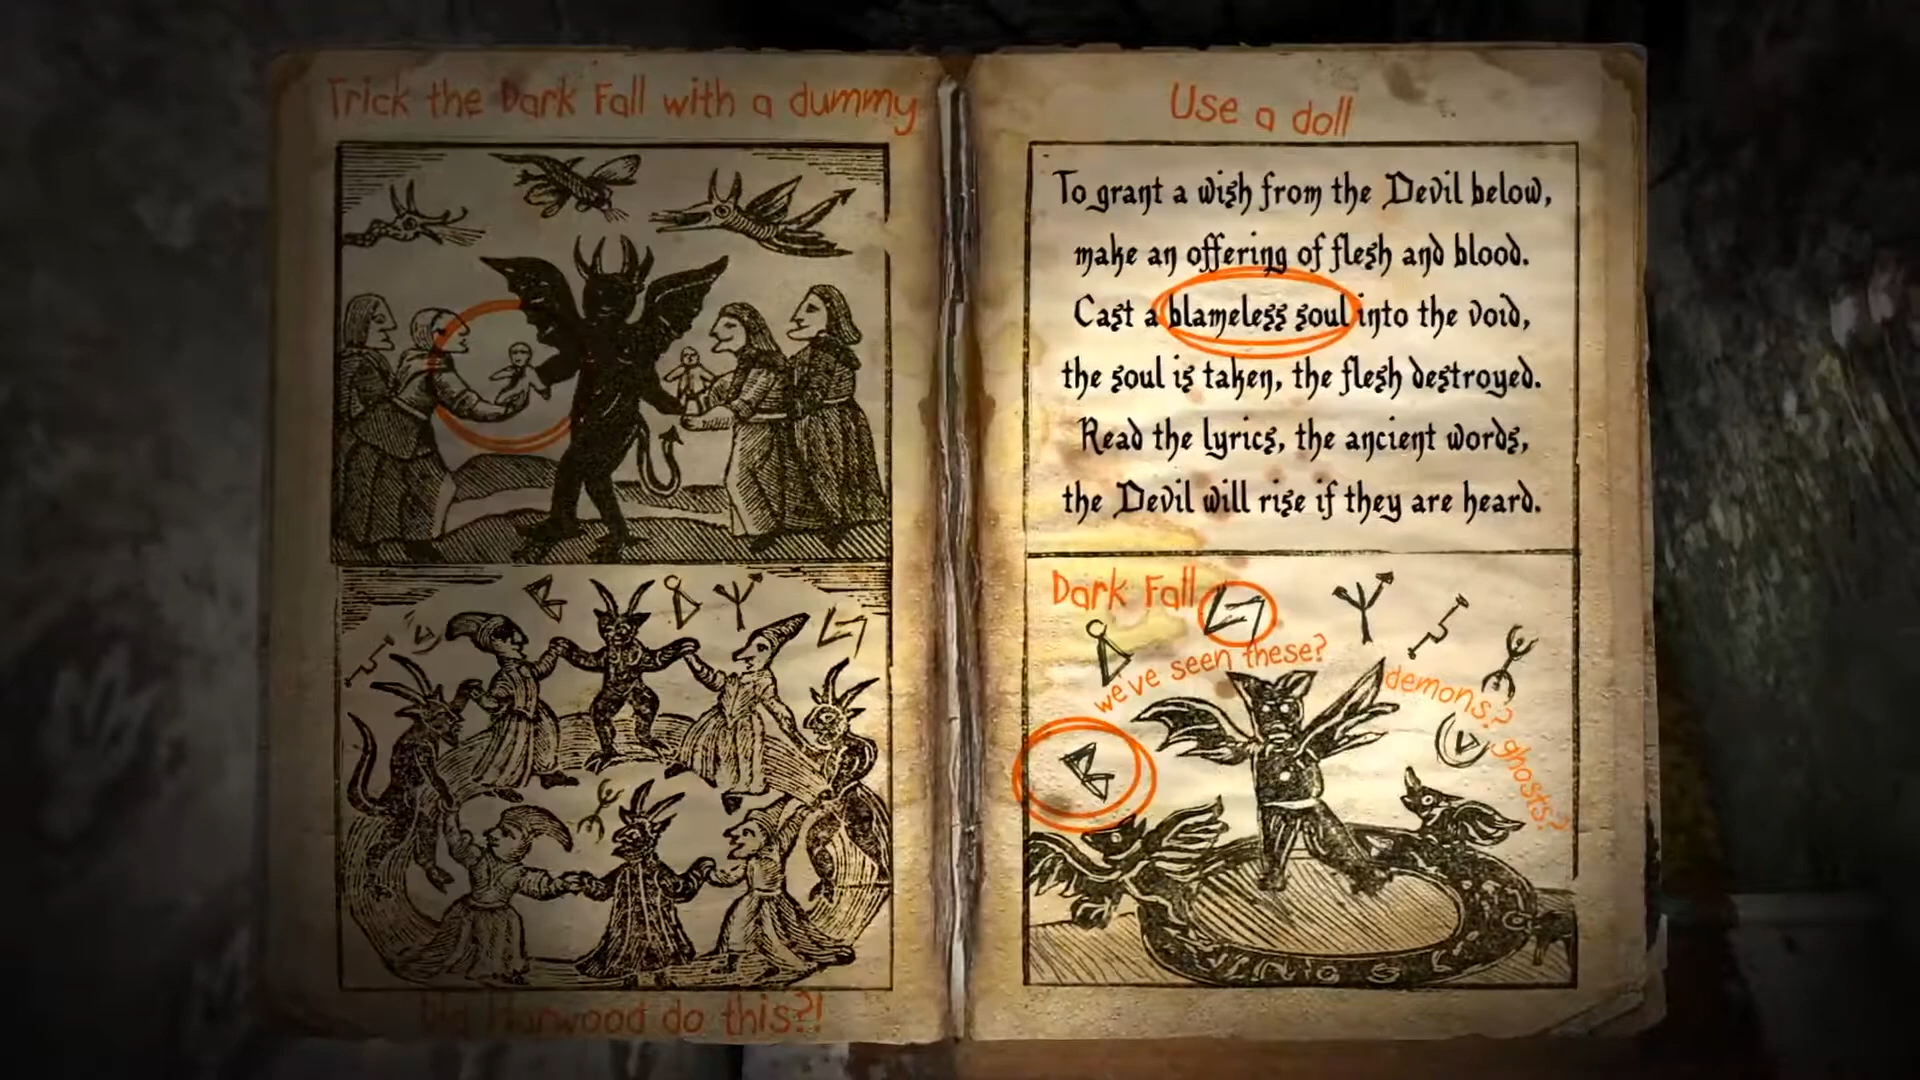 Trick the Dark Fall with a dummy
Did Harwood do this?!
Use a doll
To grant a wish from the Devil below,
make an offering of flesh and blood.
Cast a blameless soul into the void,
the soul is taken, the flesh destroyed.
Read the lyrics, the ancient words,
the Devil will rise if they are heard.
Dark Fall
we've seen these?
demons?
ghosts?